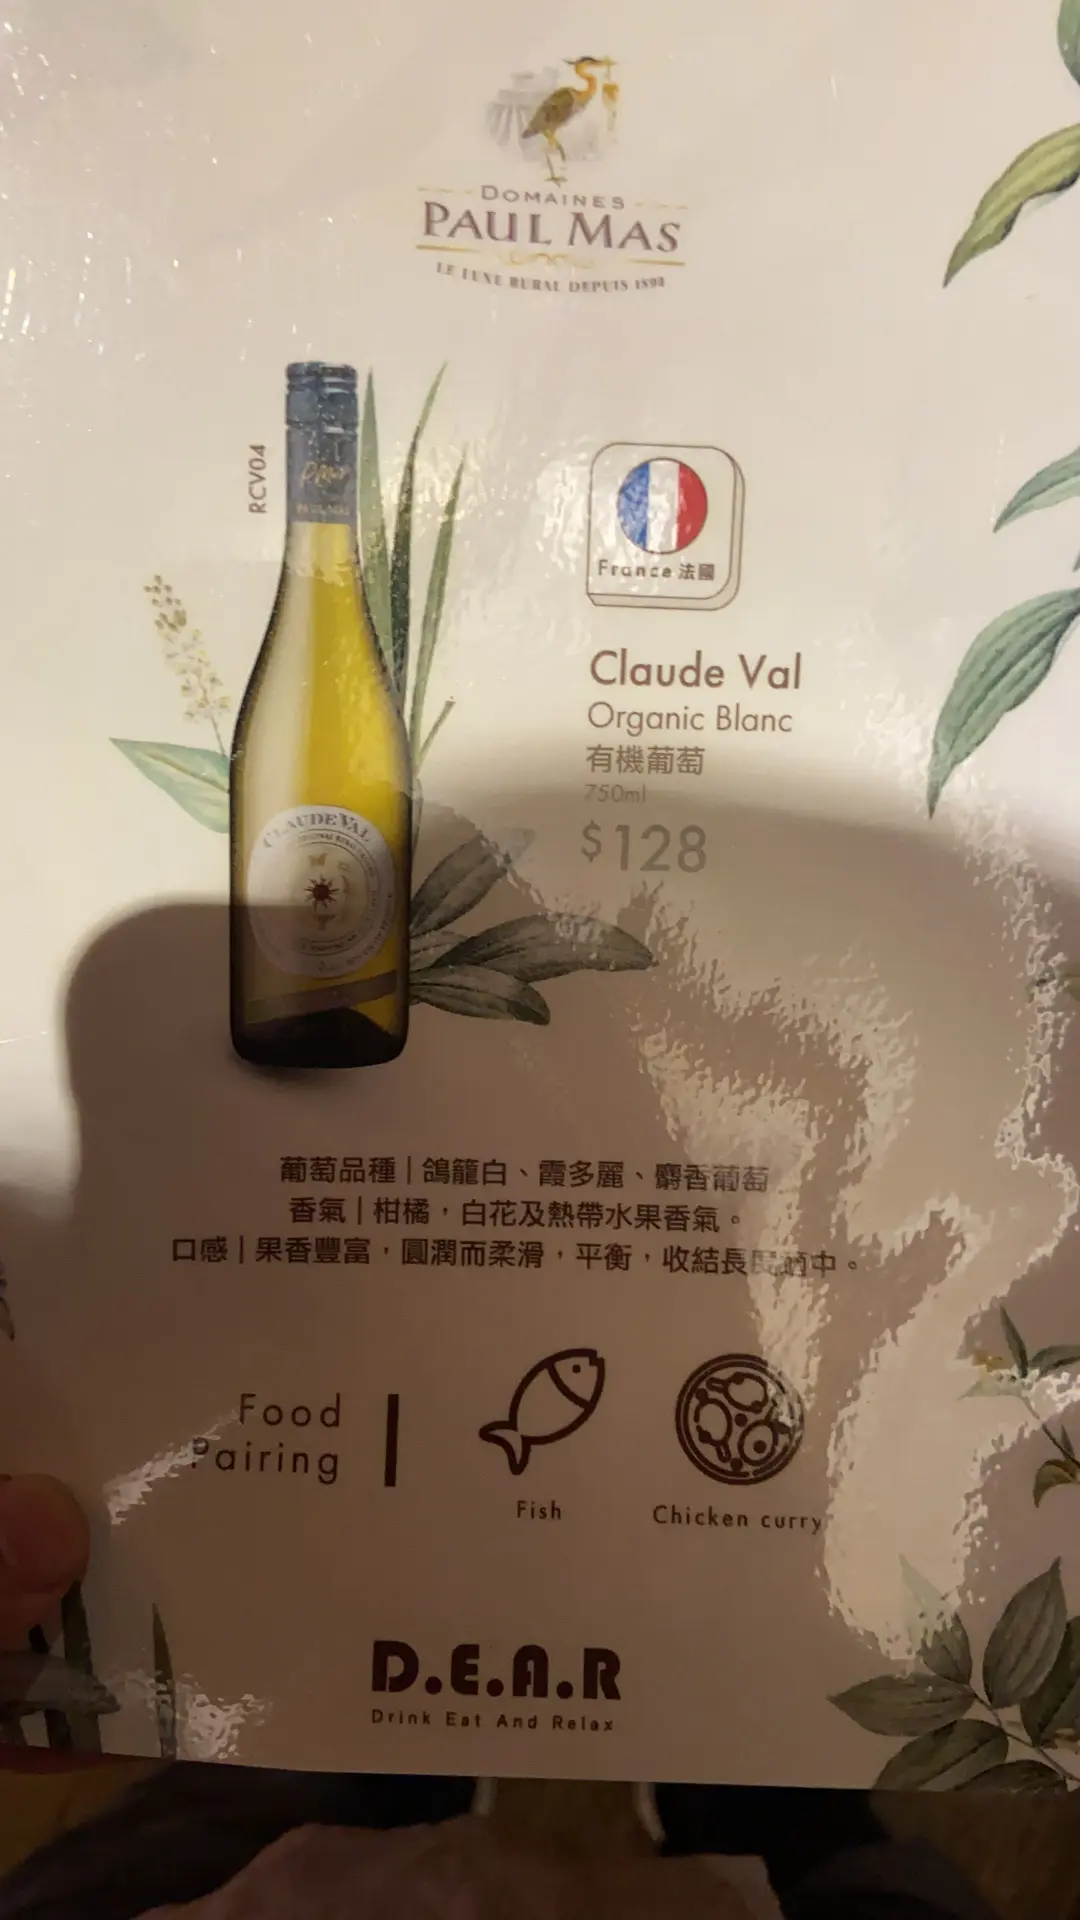 DOMAINES
PAUL MAS
LE LUXE RURAL DEPUIS
RCV04
PAUL MAS
France 法國
Claude Val
Organic Blanc
有機葡萄
750ml
$128
CLAUDE VAL
葡萄品種 | 鴿籠白、霞多麗、麝香葡萄
香氣 | 柑橘，白花及熱帶水果香氣。
口感 | 果香豐富，圓潤而柔滑，平衡，收結長度適中。
Food
Pairing
Fish
Chicken curry
D.E.A.R
Drink Eat And Relax